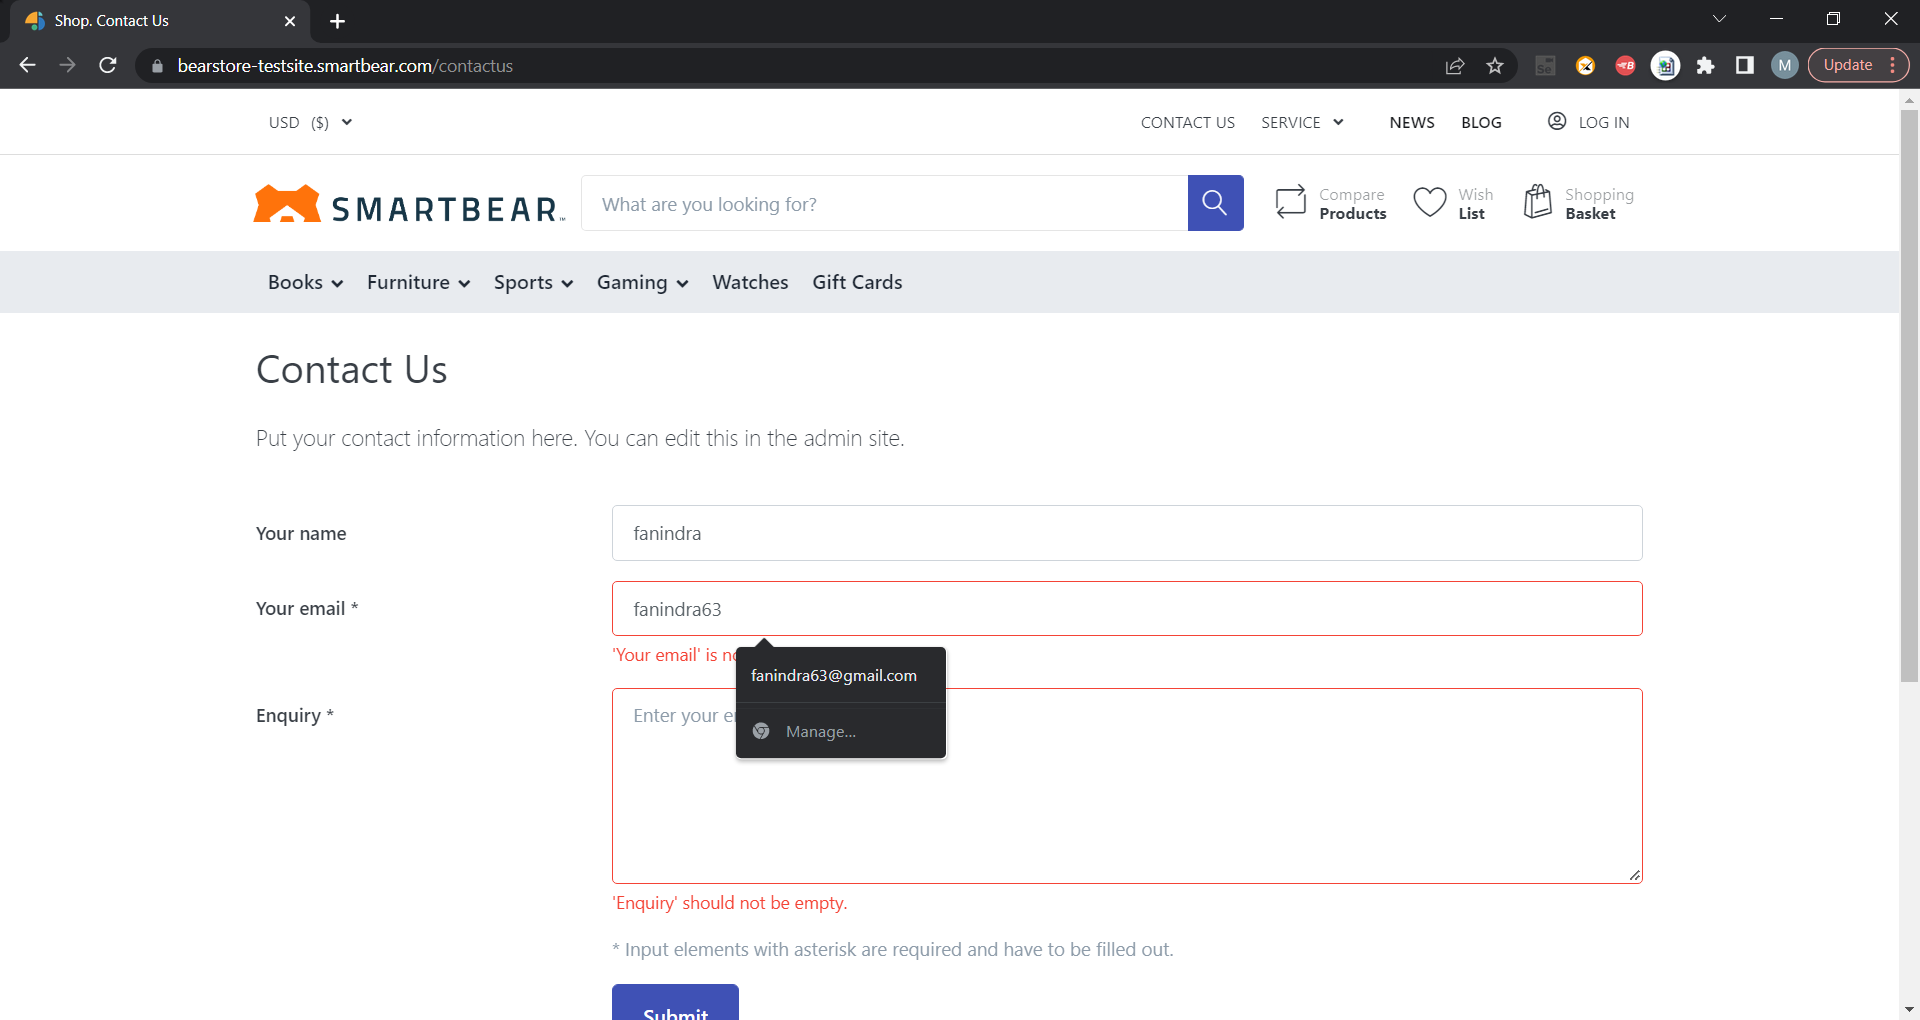 Shop. Contact Us
bearstore-testsite.smartbear.com/contactus
Se
B
M
Update
USD ($)
CONTACT US SERVICE NEWS BLOG LOG IN
SMARTBEAR™
What are you looking for?
Compare Products
Wish List
Shopping Basket
Books Furniture Sports Gaming Watches Gift Cards
Contact Us
Put your contact information here. You can edit this in the admin site.
Your name
fanindra
Your email *
fanindra63
'Your email' is
fanindra63@gmail.com
Manage...
Enquiry *
Enter your
'Enquiry' should not be empty.
* Input elements with asterisk are required and have to be filled out.
Submit